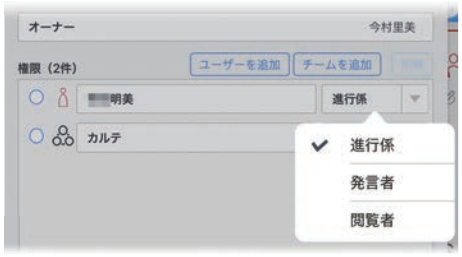 オーナー 今村里美
権限（2件） ユーザーを追加 チームを追加
明美 進行係
カルテ
進行係
発言者
閲覧者